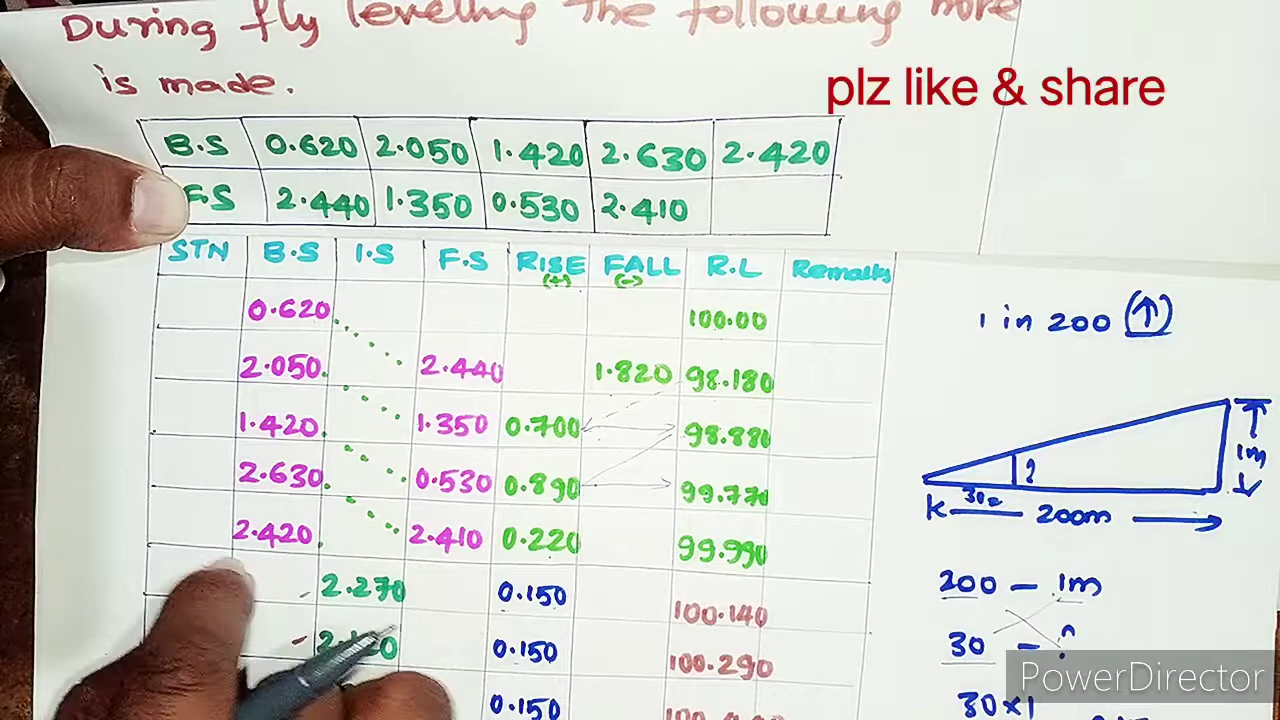 During fly levelling the following note
is made.
plz like & share
B.S 0.620 2.050 1.420 2.630 2.420
F.S 2.440 1.350 0.530 2.410
STN B.S I.S F.S RISE FALL R.L Remarks
(+) (-)
0.620 100.00
2.050 2.440 1.820 98.180
1.420 1.350 0.700 98.880
2.630 0.530 0.890 99.770
2.420 2.410 0.220 99.990
2.270 0.150 100.140
0.150 100.290
0.150
1 in 200 (↑)
?
1m
30
200m
200 - 1m
30 - ?
30×1
PowerDirector